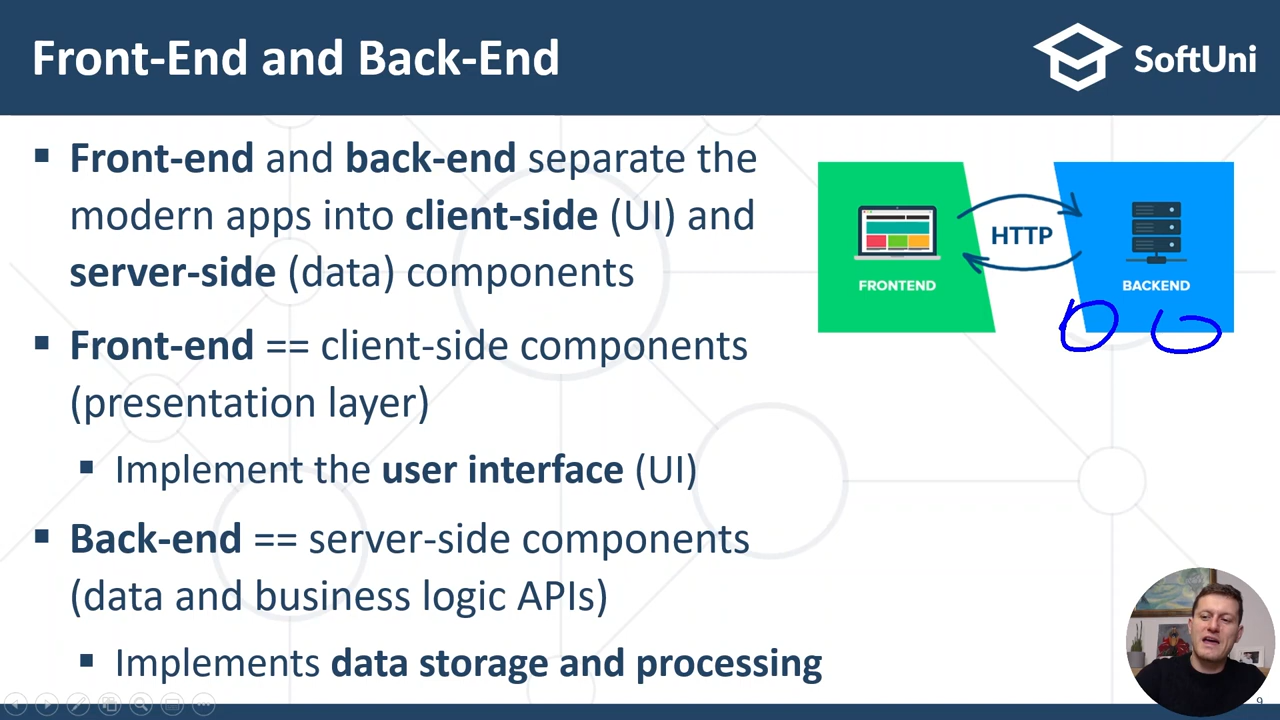 Front-End and Back-End
SoftUni
▪ Front-end and back-end separate the
modern apps into client-side (UI) and
server-side (data) components
▪ Front-end == client-side components
(presentation layer)
▪ Implement the user interface (UI)
▪ Back-end == server-side components
(data and business logic APIs)
▪ Implements data storage and processing
HTTP
FRONTEND
BACKEND
9